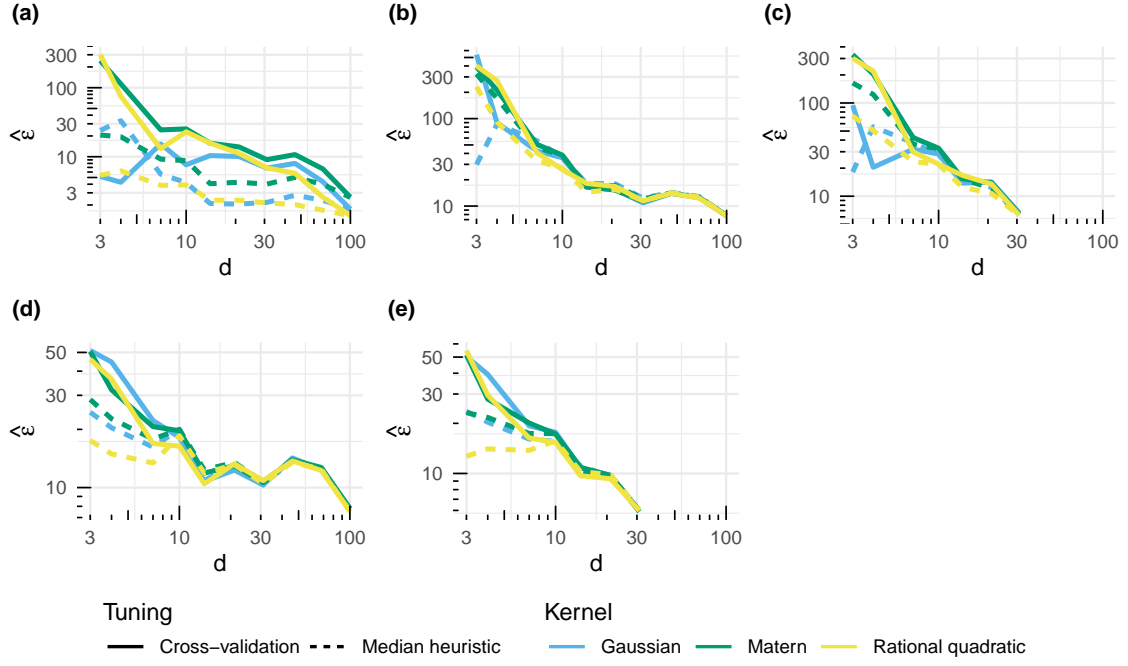 (a)
300
100
30
10
3
ε̂
3 10 30 100
d
(b)
300
100
30
10
ε̂
3 10 30 100
d
(c)
300
100
30
10
ε̂
3 10 30 100
d
(d)
50
30
10
ε̂
3 10 30 100
d
(e)
50
30
10
ε̂
3 10 30 100
d
Tuning Kernel
Cross−validation Median heuristic Gaussian Matern Rational quadratic